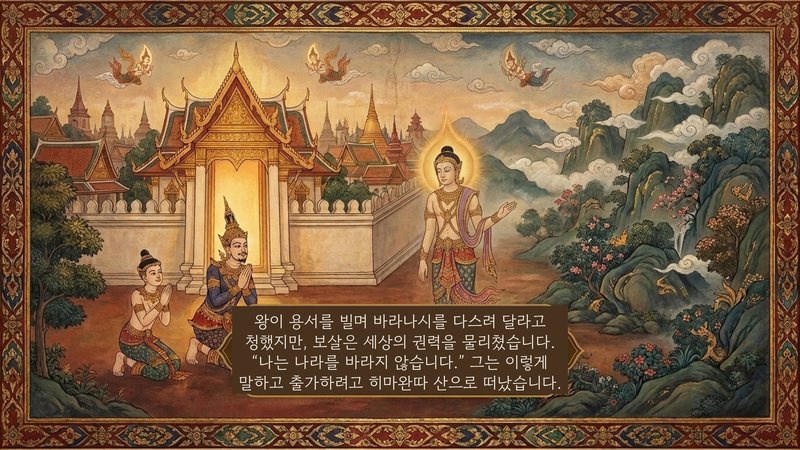 왕이 용서를 빌며 바라나시를 다스려 달라고
청했지만, 보살은 세상의 권력을 물리쳤습니다.
“나는 나라를 바라지 않습니다.” 그는 이렇게
말하고 출가하려고 히마완따 산으로 떠났습니다.